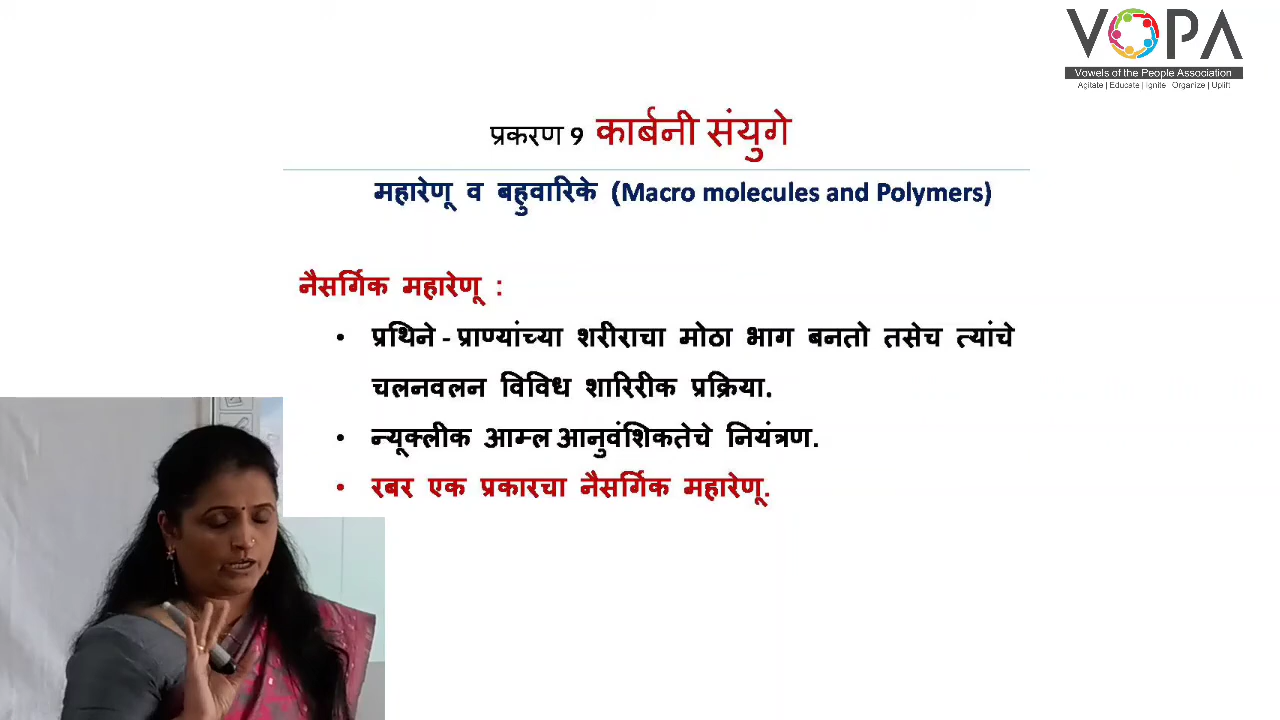 VOPA
Vowels of the People Association
Agitate | Educate | Ignite Organize | Uplift
प्रकरण 9 कार्बनी संयुगे
महारेणू व बहुवारिके (Macro molecules and Polymers)
नैसर्गिक महारेणू :
• प्रथिने - प्राण्यांच्या शरीराचा मोठा भाग बनतो तसेच त्यांचे
चलनवलन विविध शारिरीक प्रक्रिया.
• न्यूक्लीक आम्ल आनुवंशिकतेचे नियंत्रण.
• रबर एक प्रकारचा नैसर्गिक महारेणू.